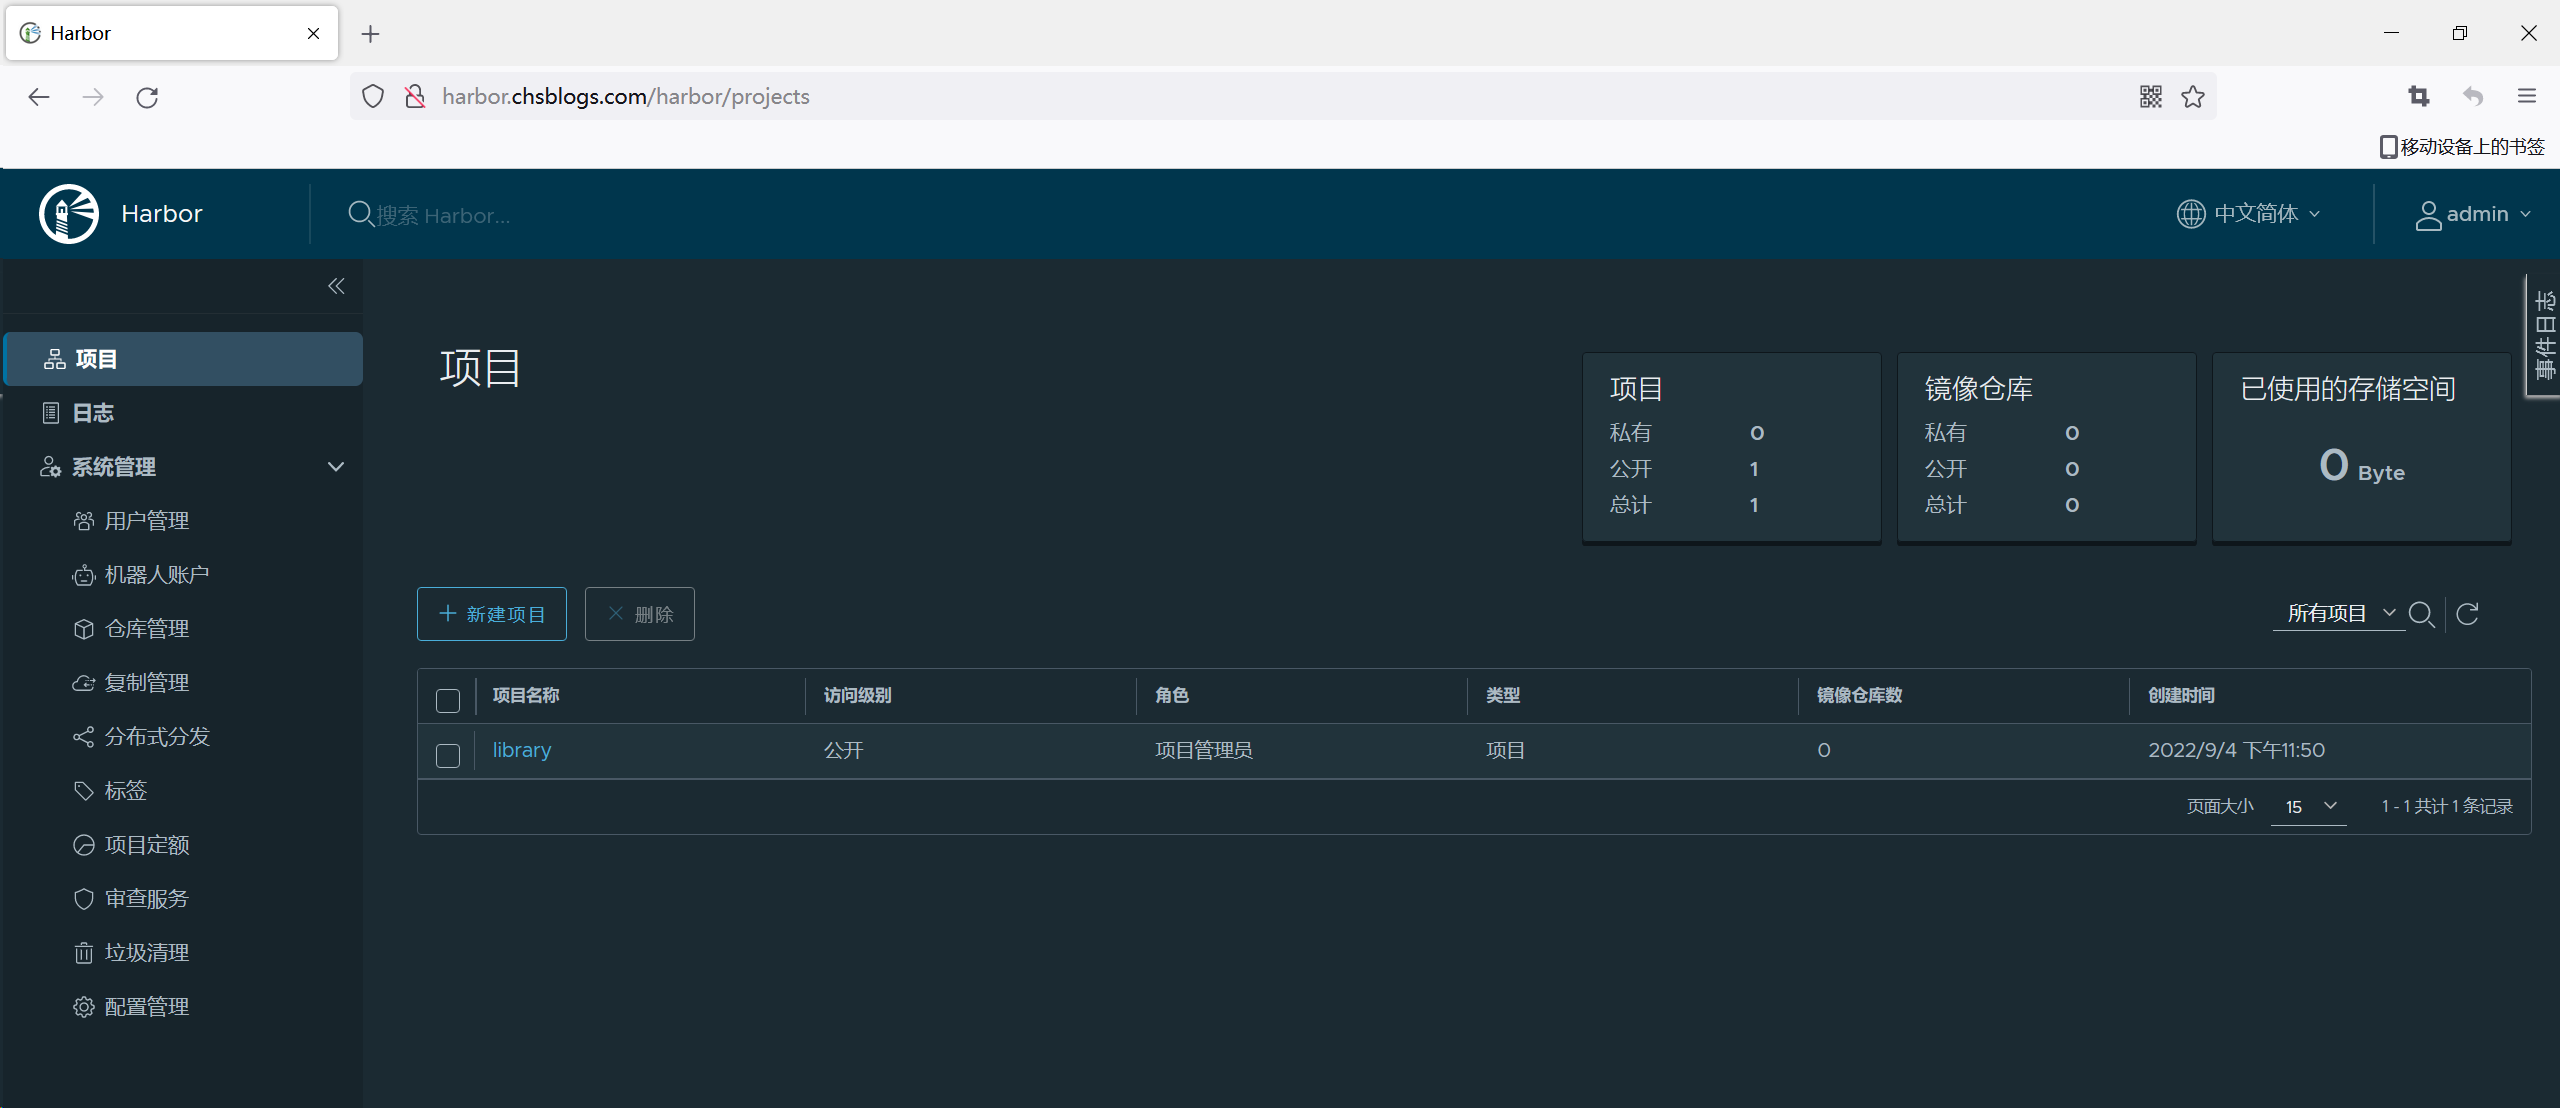 Harbor
harbor.chsblogs.com/harbor/projects
移动设备上的书签
Harbor
搜索 Harbor...
中文简体
admin
项目
日志
系统管理
用户管理
机器人账户
仓库管理
复制管理
分布式分发
标签
项目定额
审查服务
垃圾清理
配置管理
事件日志
项目
项目
私有 0
公开 1
总计 1
镜像仓库
私有 0
公开 0
总计 0
已使用的存储空间
0 Byte
新建项目
删除
所有项目
项目名称 访问级别 角色 类型 镜像仓库数 创建时间
library 公开 项目管理员 项目 0 2022/9/4 下午11:50
页面大小 15 1 - 1 共计 1 条记录